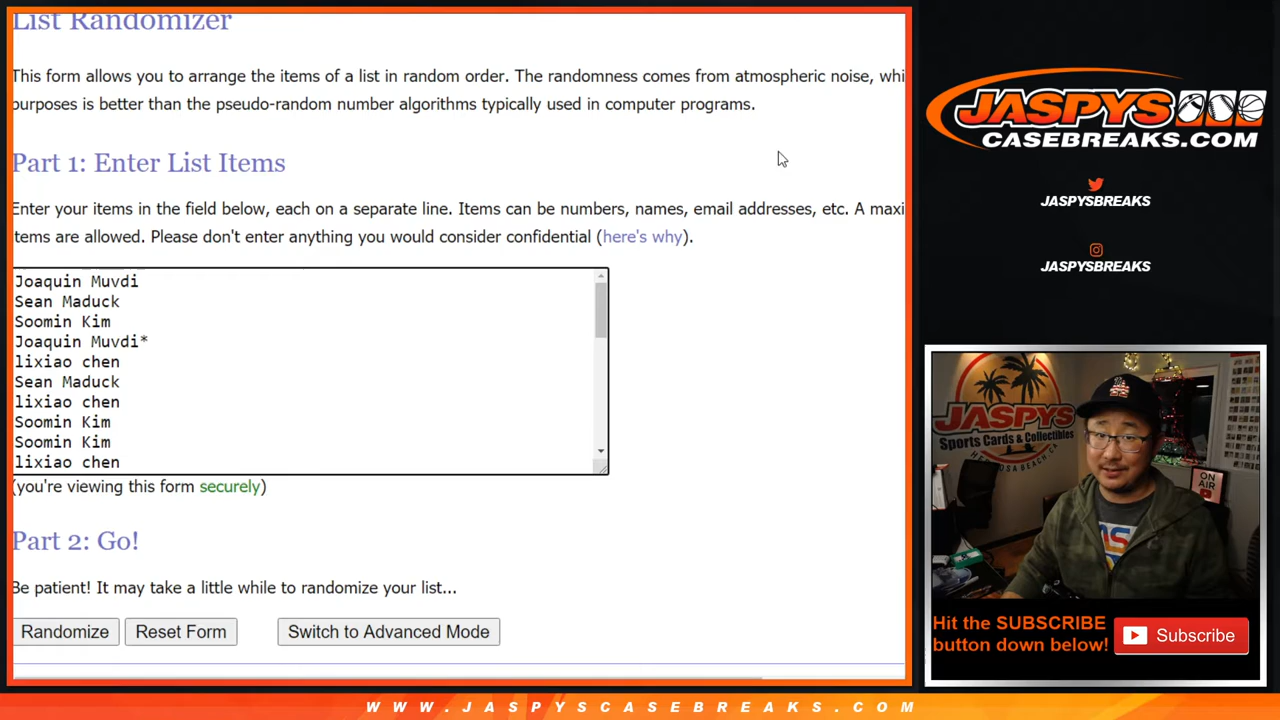 List Randomizer
This form allows you to arrange the items of a list in random order. The randomness comes from atmospheric noise, whi
purposes is better than the pseudo-random number algorithms typically used in computer programs.
Part 1: Enter List Items
Enter your items in the field below, each on a separate line. Items can be numbers, names, email addresses, etc. A maxi
items are allowed. Please don't enter anything you would consider confidential (here's why).
Joaquin Muvdi
Sean Maduck
Soomin Kim
Joaquin Muvdi*
lixiao chen
Sean Maduck
lixiao chen
Soomin Kim
Soomin Kim
lixiao chen
(you're viewing this form securely)
Part 2: Go!
Be patient! It may take a little while to randomize your list...
Randomize Reset Form Switch to Advanced Mode
JASPYS
CASEBREAKS.COM
JASPYSBREAKS
JASPYSBREAKS
JASPYS
Sports Cards & Collectibles
HERMOSA BEACH, CA
ON AIR
Hit the SUBSCRIBE
button down below!
Subscribe
WWW.JASPYSCASEBREAKS.COM